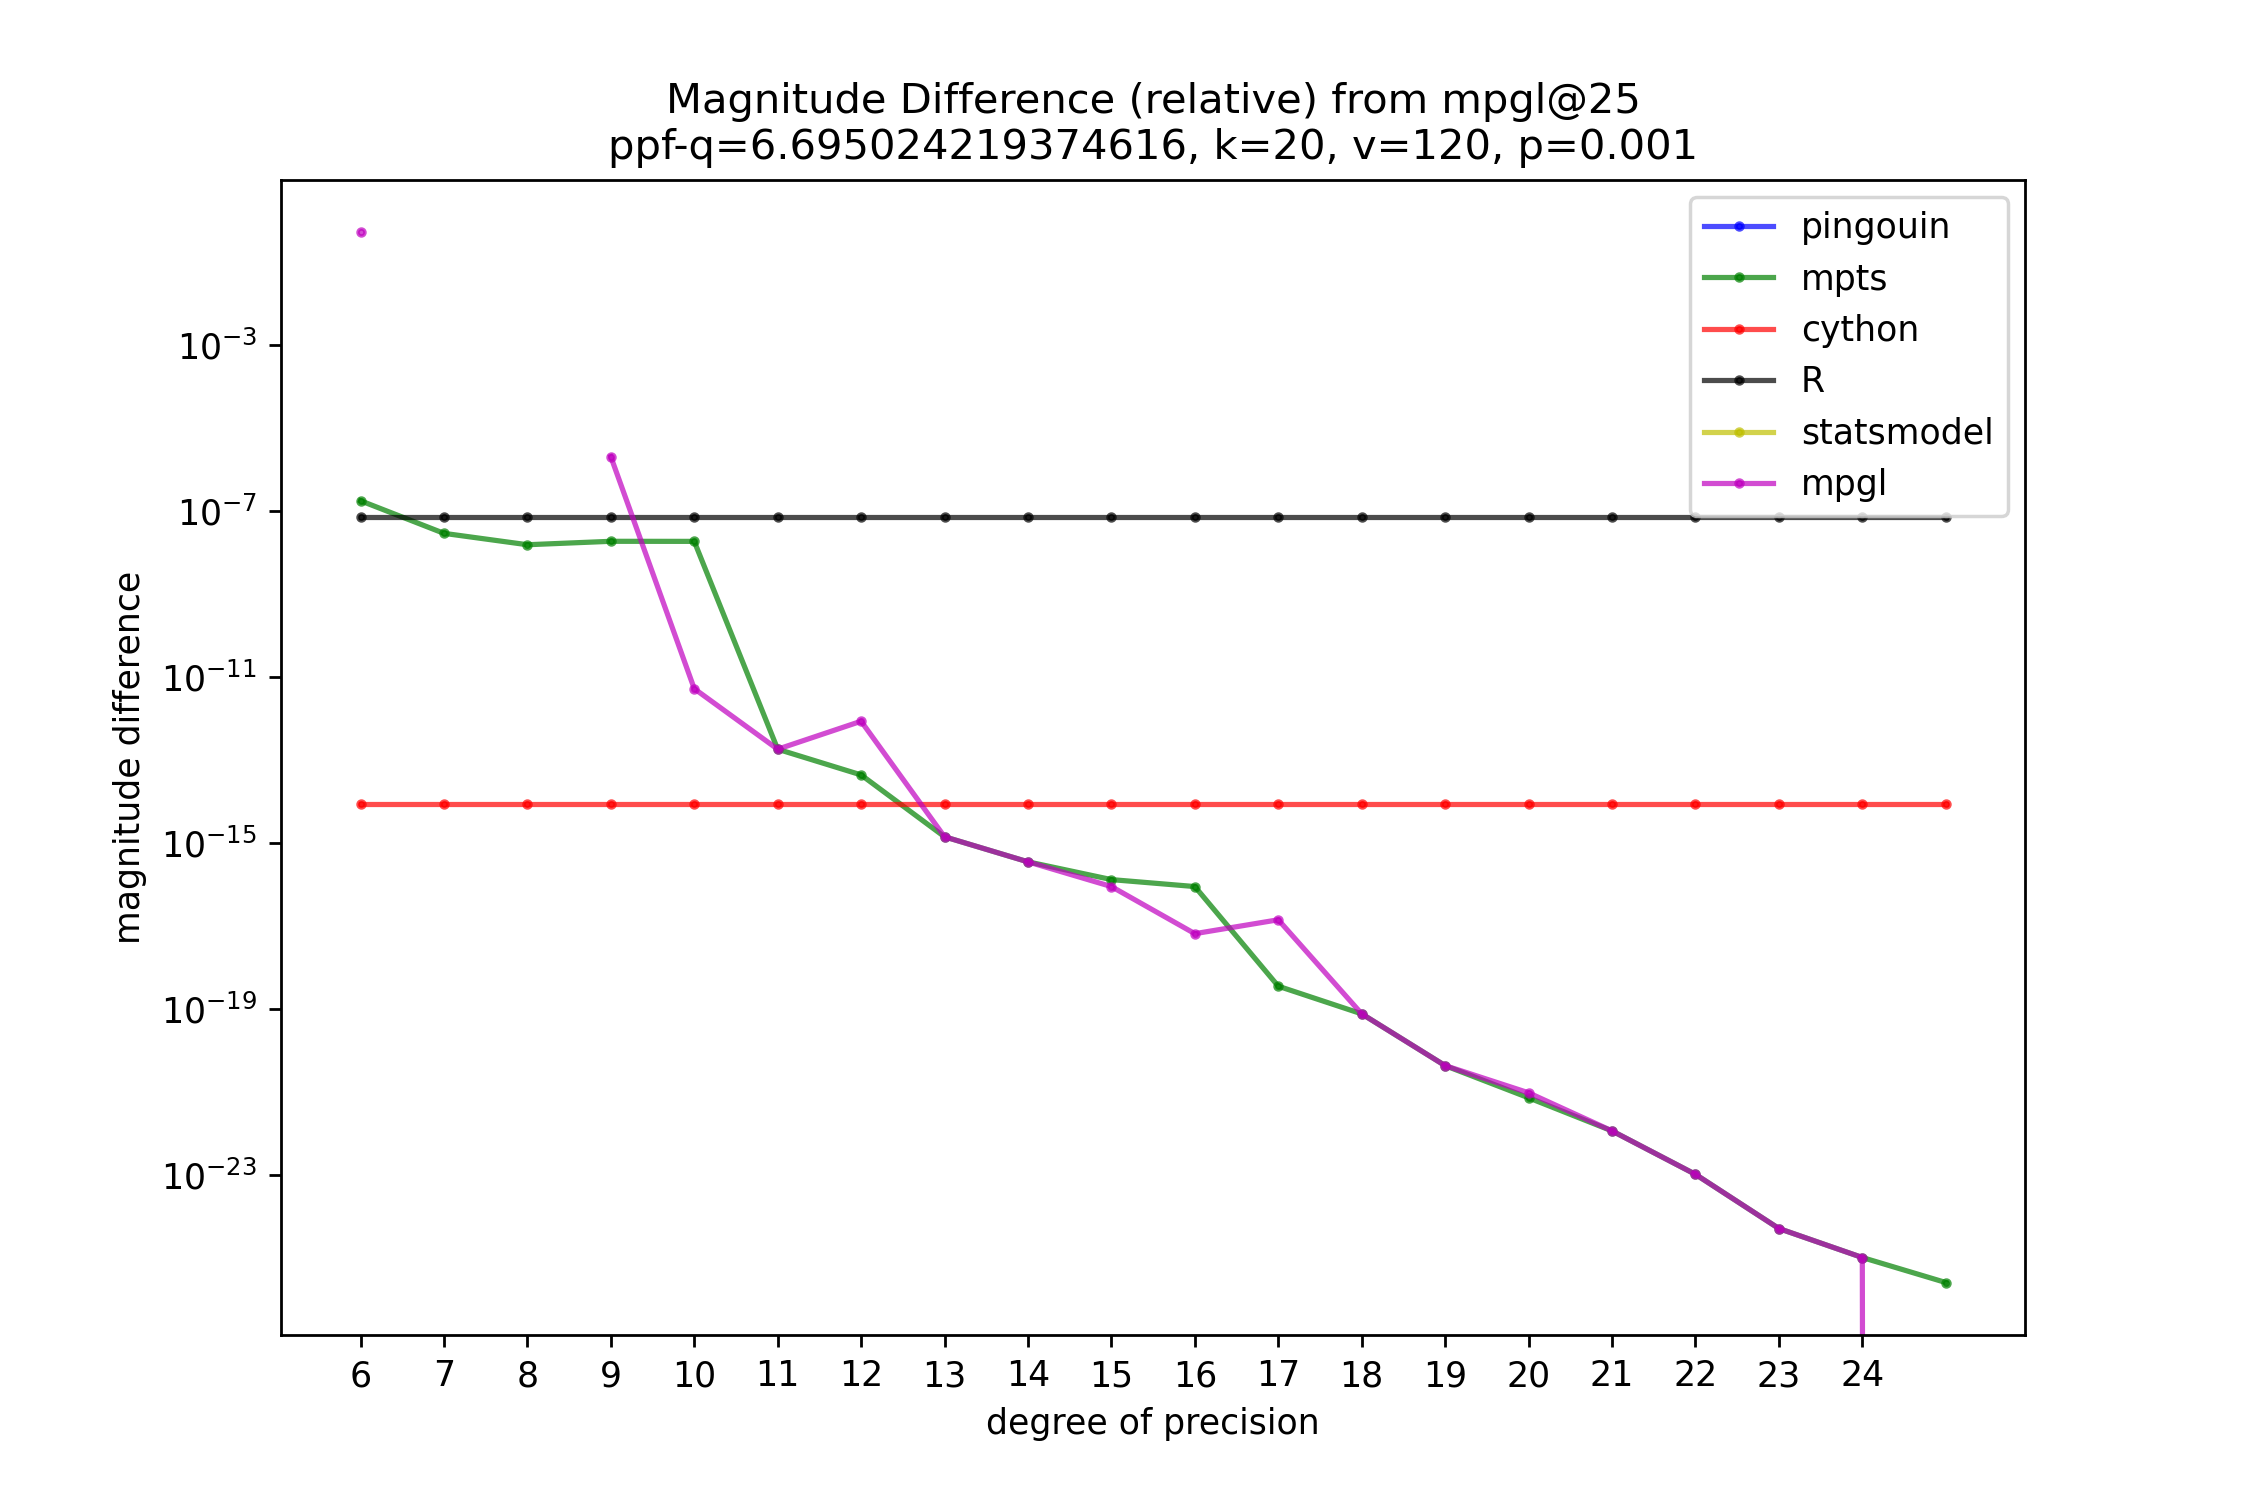 Magnitude Difference (relative) from mpgl@25
ppf-q=6.695024219374616, k=20, v=120, p=0.001
pingouin
mpts
cython
R
statsmodel
mpgl
magnitude difference
10⁻³
10⁻⁷
10⁻¹¹
10⁻¹⁵
10⁻¹⁹
10⁻²³
6 7 8 9 10 11 12 13 14 15 16 17 18 19 20 21 22 23 24
degree of precision